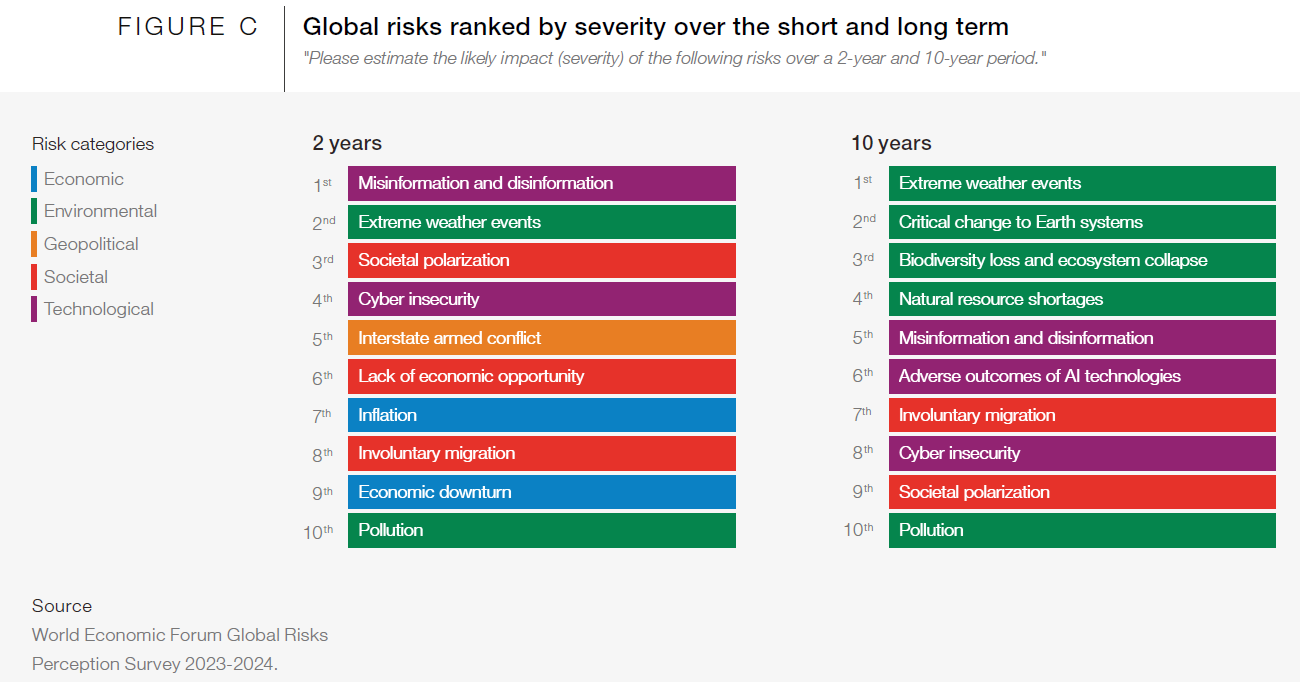 FIGURE C
Global risks ranked by severity over the short and long term
"Please estimate the likely impact (severity) of the following risks over a 2-year and 10-year period."
Risk categories
Economic
Environmental
Geopolitical
Societal
Technological
2 years
1st Misinformation and disinformation
2nd Extreme weather events
3rd Societal polarization
4th Cyber insecurity
5th Interstate armed conflict
6th Lack of economic opportunity
7th Inflation
8th Involuntary migration
9th Economic downturn
10th Pollution
10 years
1st Extreme weather events
2nd Critical change to Earth systems
3rd Biodiversity loss and ecosystem collapse
4th Natural resource shortages
5th Misinformation and disinformation
6th Adverse outcomes of AI technologies
7th Involuntary migration
8th Cyber insecurity
9th Societal polarization
10th Pollution
Source
World Economic Forum Global Risks
Perception Survey 2023-2024.